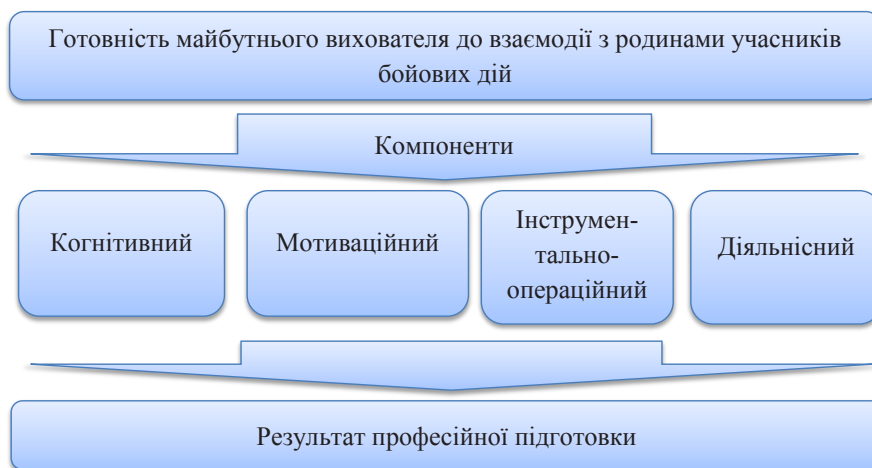 Готовність майбутнього вихователя до взаємодії з родинами учасників
бойових дій
Компоненти
Когнітивний
Мотиваційний
Інструмен-
тально-
операційний
Діяльнісний
Результат професійної підготовки